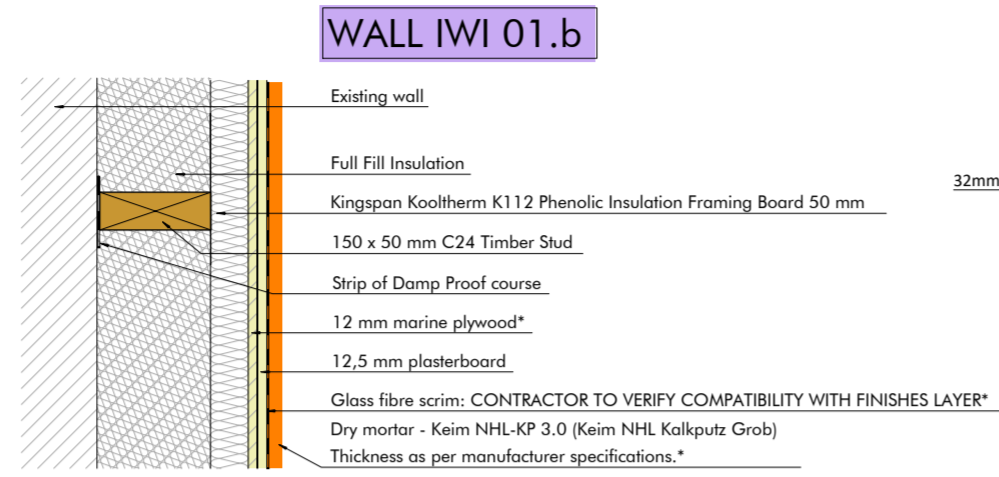 WALL IWI 01.b
Existing wall
Full Fill Insulation
32mm
Kingspan Kooltherm K112 Phenolic Insulation Framing Board 50 mm
150 x 50 mm C24 Timber Stud
Strip of Damp Proof course
12 mm marine plywood*
12,5 mm plasterboard
Glass fibre scrim: CONTRACTOR TO VERIFY COMPATIBILITY WITH FINISHES LAYER*
Dry mortar - Keim NHL-KP 3.0 (Keim NHL Kalkputz Grob)
Thickness as per manufacturer specifications.*